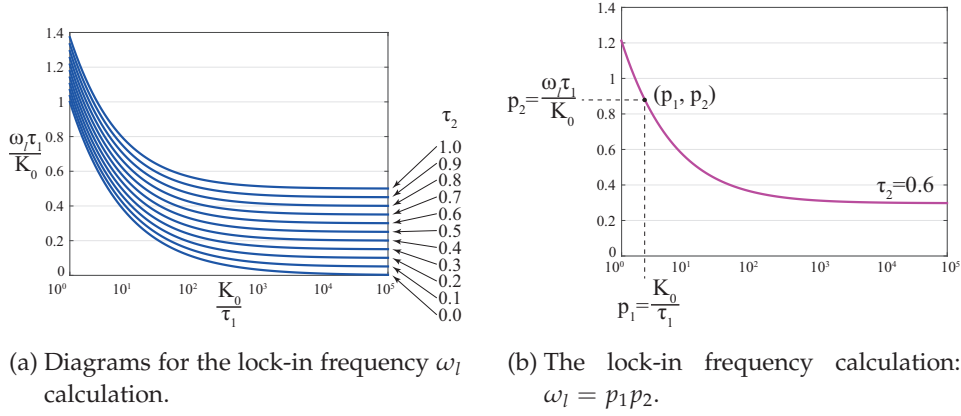 1.4
1.2
1
0.8
0.6
0.4
0.2
0
ω_l τ_1
K_0
10^0
10^1
10^2
10^3
10^4
10^5
K_0
τ_1
τ_2
1.0
0.9
0.8
0.7
0.6
0.5
0.4
0.3
0.2
0.1
0.0
(a) Diagrams for the lock-in frequency ω_l
calculation.
1.4
1.2
1
0.8
0.6
0.4
0.2
0
p_2=ω_l τ_1
K_0
(p_1, p_2)
τ_2=0.6
10^0
10^1
10^2
10^3
10^4
10^5
p_1=K_0
τ_1
(b) The lock-in frequency calculation:
ω_l = p_1p_2.